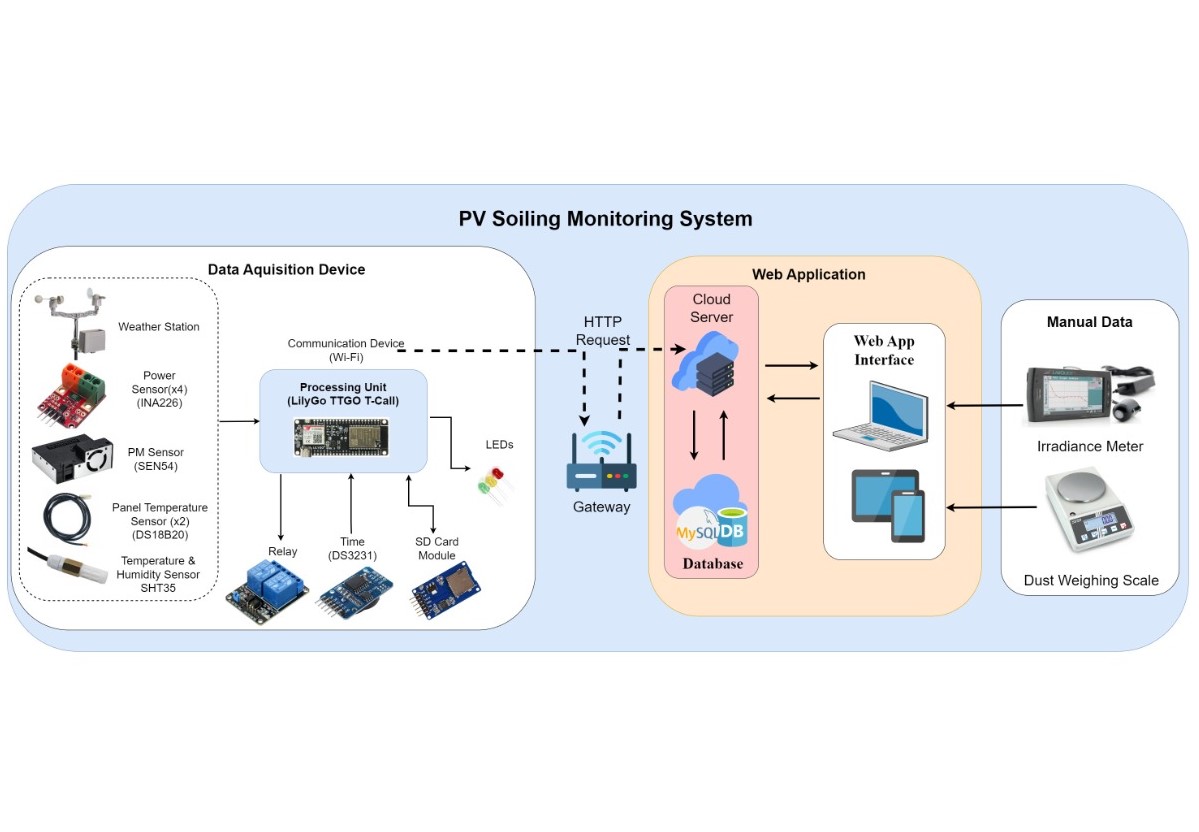 PV Soiling Monitoring System
Data Aquisition Device
Weather Station
Power
Sensor(x4)
(INA226)
PM Sensor
(SEN54)
Panel Temperature
Sensor (x2)
(DS18B20)
Temperature &
Humidity Sensor
SHT35
Communication Device
(Wi-Fi)
Processing Unit
(LilyGo TTGO T-Call)
LEDs
Relay
Time
(DS3231)
SD Card
Module
HTTP
Request
Gateway
Web Application
Cloud
Server
MySQL
DB
Database
Web App
Interface
Manual Data
Irradiance Meter
Dust Weighing Scale